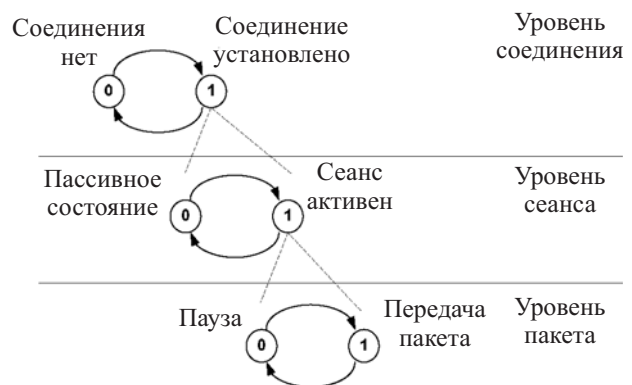 Соединения
нет
Соединение
установлено
Уровень
соединения
0
1
Пассивное
состояние
Сеанс
активен
Уровень
сеанса
0
1
Пауза
Передача
пакета
Уровень
пакета
0
1